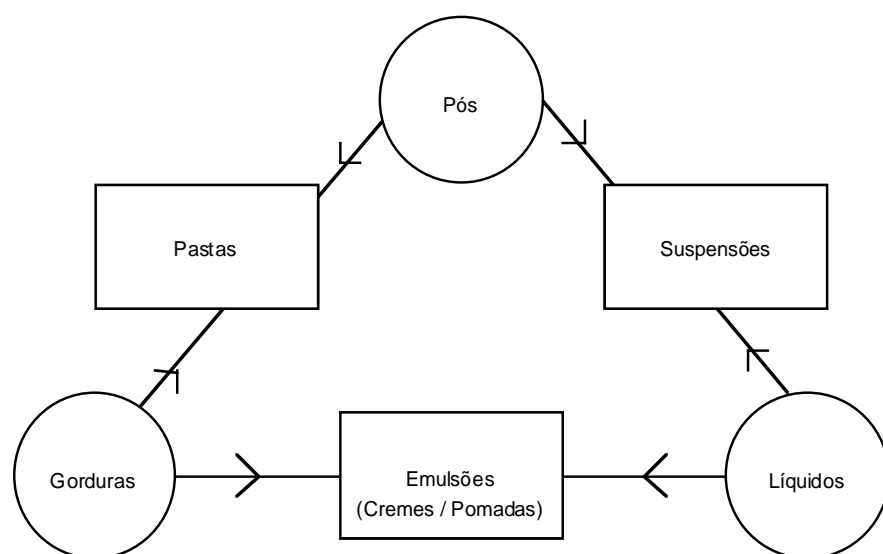 Pós
Pastas
Suspensões
Gorduras
Emulsões
(Cremes / Pomadas)
Líquidos